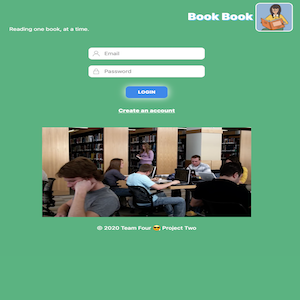 Book Book
Reading one book, at a time.
Email
Password
LOGIN
Create an account
© 2020 Team Four 😎 Project Two